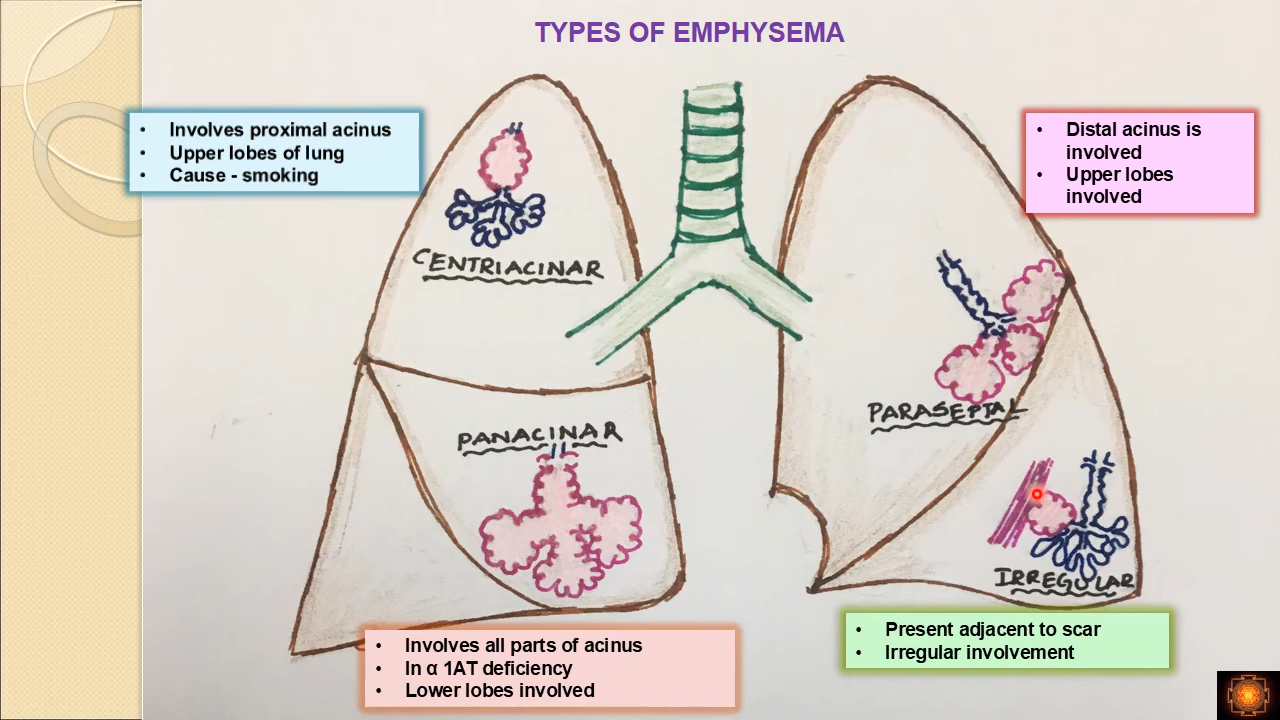 TYPES OF EMPHYSEMA
• Involves proximal acinus
• Upper lobes of lung
• Cause - smoking
• Distal acinus is
involved
• Upper lobes
involved
CENTRIACINAR
PARASEPTAL
PANACINAR
IRREGULAR
• Involves all parts of acinus
• In α 1AT deficiency
• Lower lobes involved
• Present adjacent to scar
• Irregular involvement